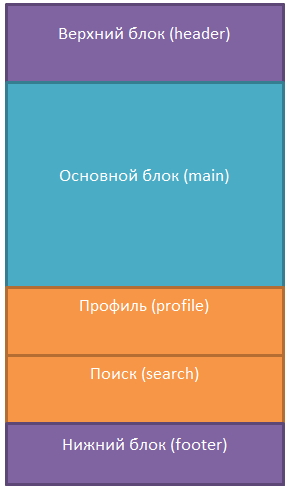 Верхний блок (header)
Основной блок (main)
Профиль (profile)
Поиск (search)
Нижний блок (footer)